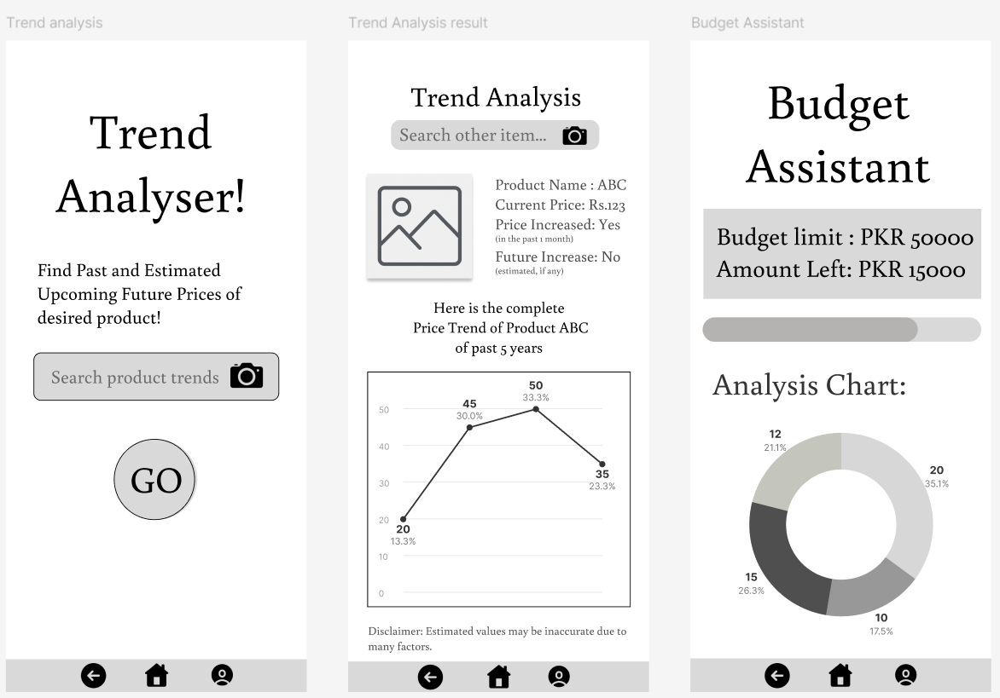 Trend analysis
Trend
Analyser!
Find Past and Estimated
Upcoming Future Prices of
desired product!
Search product trends
GO
Trend Analysis result
Trend Analysis
Search other item...
Product Name : ABC
Current Price: Rs.123
Price Increased: Yes
(in the past 1 month)
Future Increase: No
(estimated, if any)
Here is the complete
Price Trend of Product ABC
of past 5 years
50
40
30
20
10
0
20
13.3%
45
30.0%
50
33.3%
35
23.3%
Disclaimer: Estimated values may be inaccurate due to
many factors.
Budget Assistant
Budget
Assistant
Budget limit : PKR 50000
Amount Left: PKR 15000
Analysis Chart:
12
21.1%
20
35.1%
15
26.3%
10
17.5%